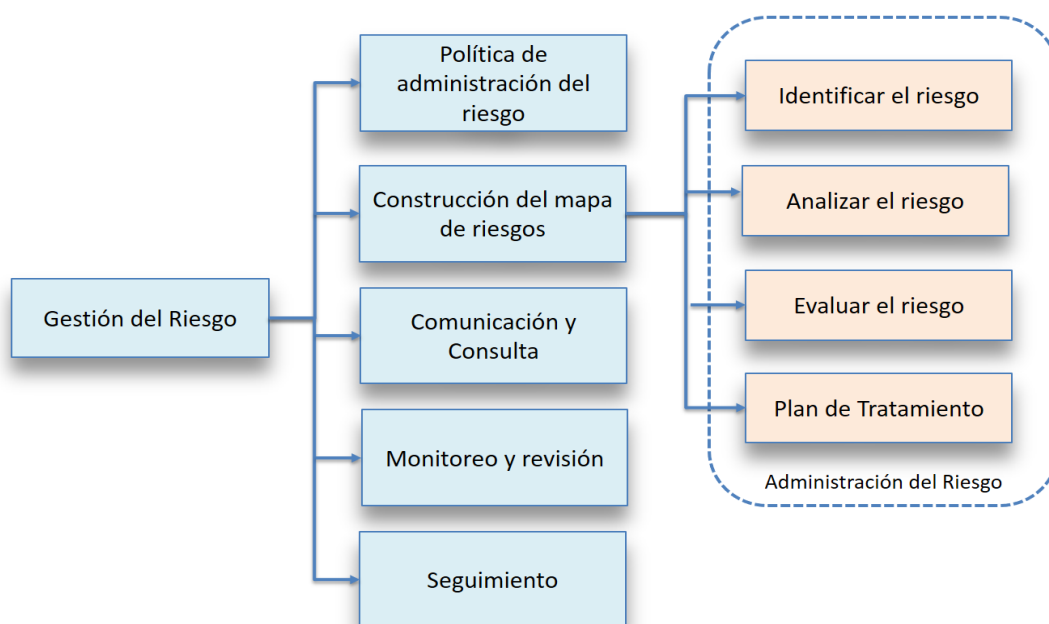 Gestión del Riesgo
Política de
administración del
riesgo
Construcción del mapa
de riesgos
Comunicación y
Consulta
Monitoreo y revisión
Seguimiento
Identificar el riesgo
Analizar el riesgo
Evaluar el riesgo
Plan de Tratamiento
Administración del Riesgo